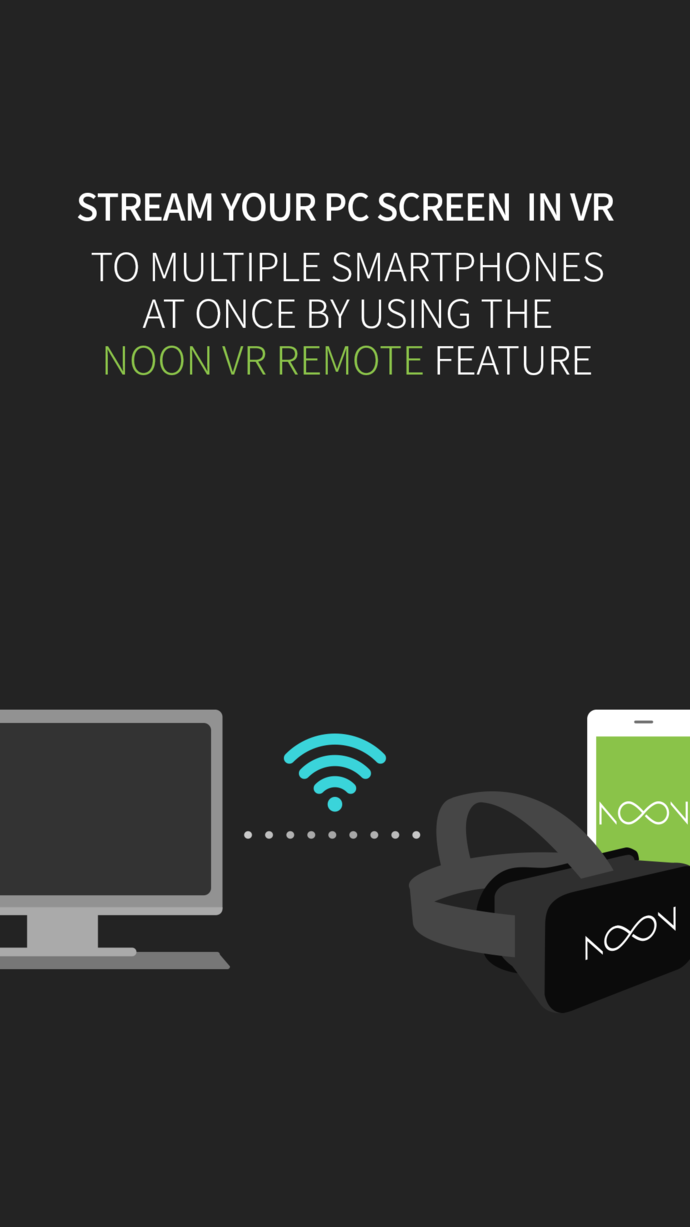 STREAM YOUR PC SCREEN IN VR
TO MULTIPLE SMARTPHONES
AT ONCE BY USING THE
NOON VR REMOTE FEATURE
NOON
NOON